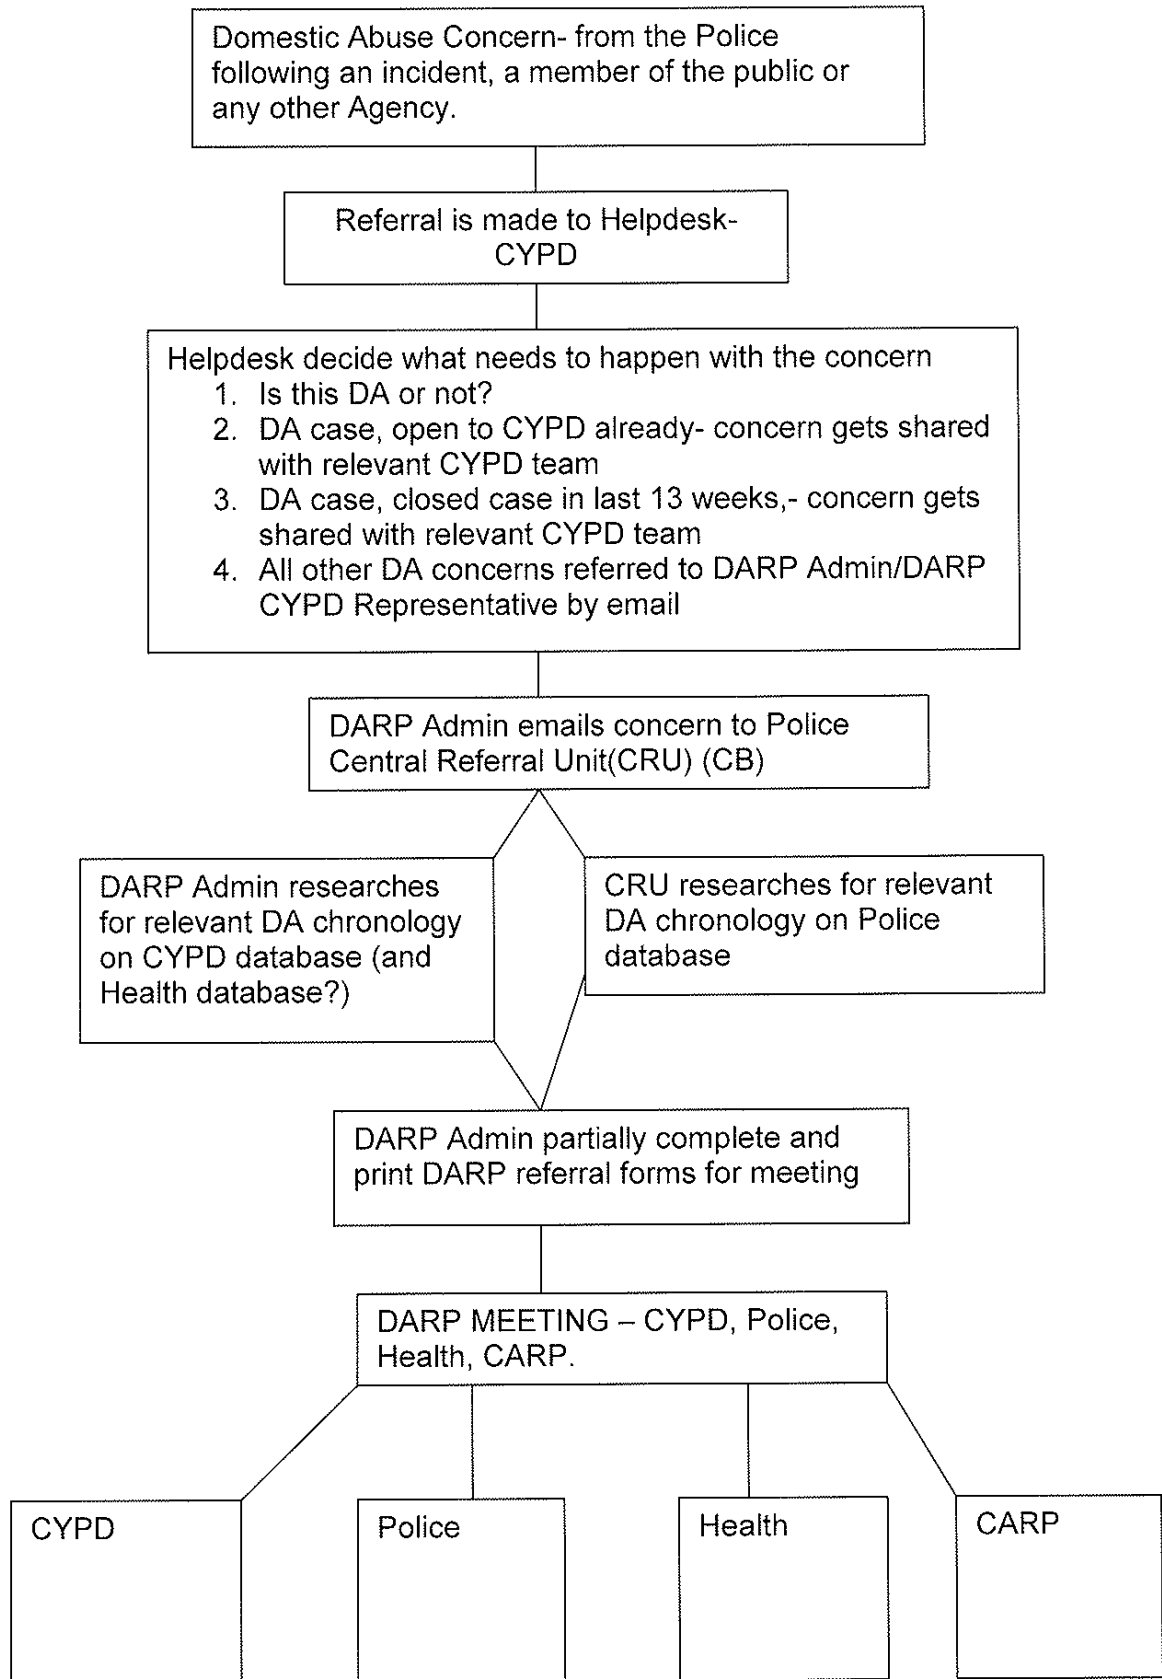 Domestic Abuse Concern- from the Police
following an incident, a member of the public or
any other Agency.
Referral is made to Helpdesk-
CYPD
Helpdesk decide what needs to happen with the concern
1. Is this DA or not?
2. DA case, open to CYPD already- concern gets shared
with relevant CYPD team
3. DA case, closed case in last 13 weeks,- concern gets
shared with relevant CYPD team
4. All other DA concerns referred to DARP Admin/DARP
CYPD Representative by email
DARP Admin emails concern to Police
Central Referral Unit(CRU) (CB)
DARP Admin researches
for relevant DA chronology
on CYPD database (and
Health database?)
CRU researches for relevant
DA chronology on Police
database
DARP Admin partially complete and
print DARP referral forms for meeting
DARP MEETING – CYPD, Police,
Health, CARP.
CYPD
Police
Health
CARP